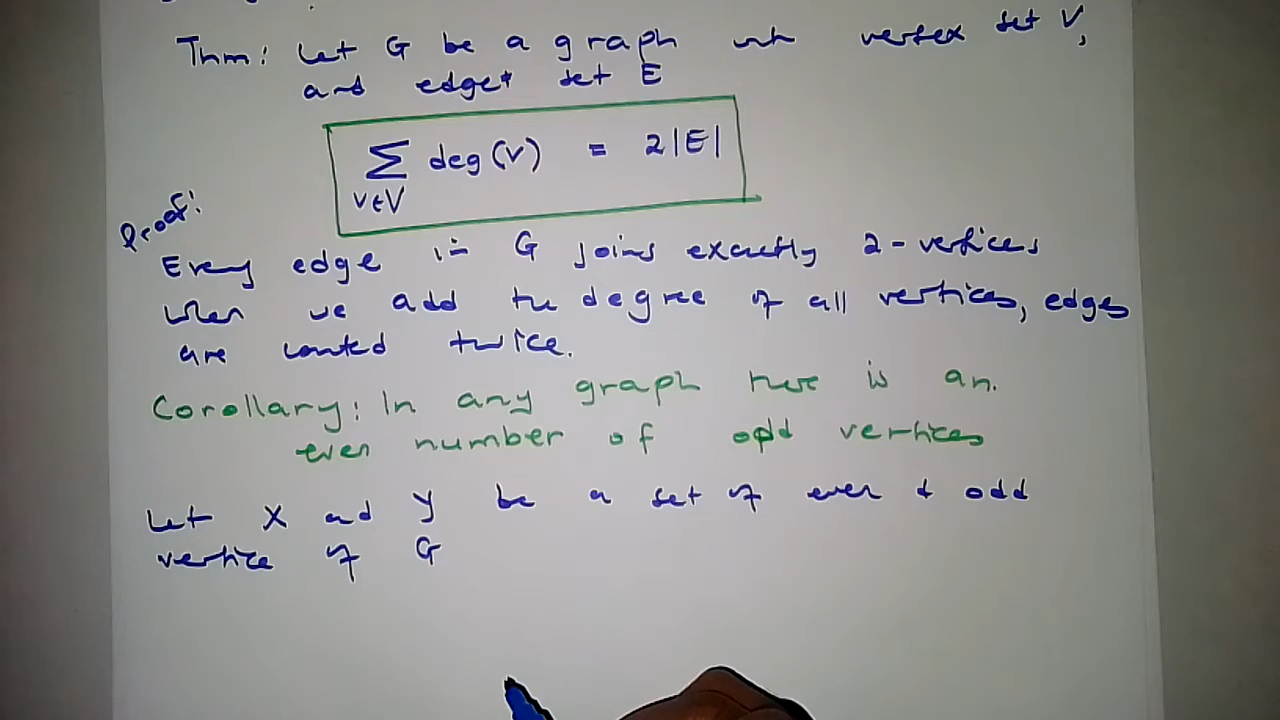 Thm: Let G be a graph with vertex set V,
and edge* set E
∑ deg(v) = 2|E|
v∈V
Proof:
Every edge in G joins exactly 2-vertices
when we add the degree of all vertices, edges
are counted twice.
Corollary: In any graph there is an.
even number of odd vertices
Let X and Y be a set of even & odd
vertice of G